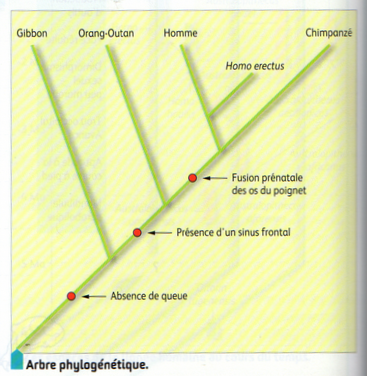 Gibbon Orang-Outan Homme Chimpanzé
Homo erectus
Fusion prénatale
des os du poignet
Présence d'un sinus frontal
Absence de queue
Arbre phylogénétique.